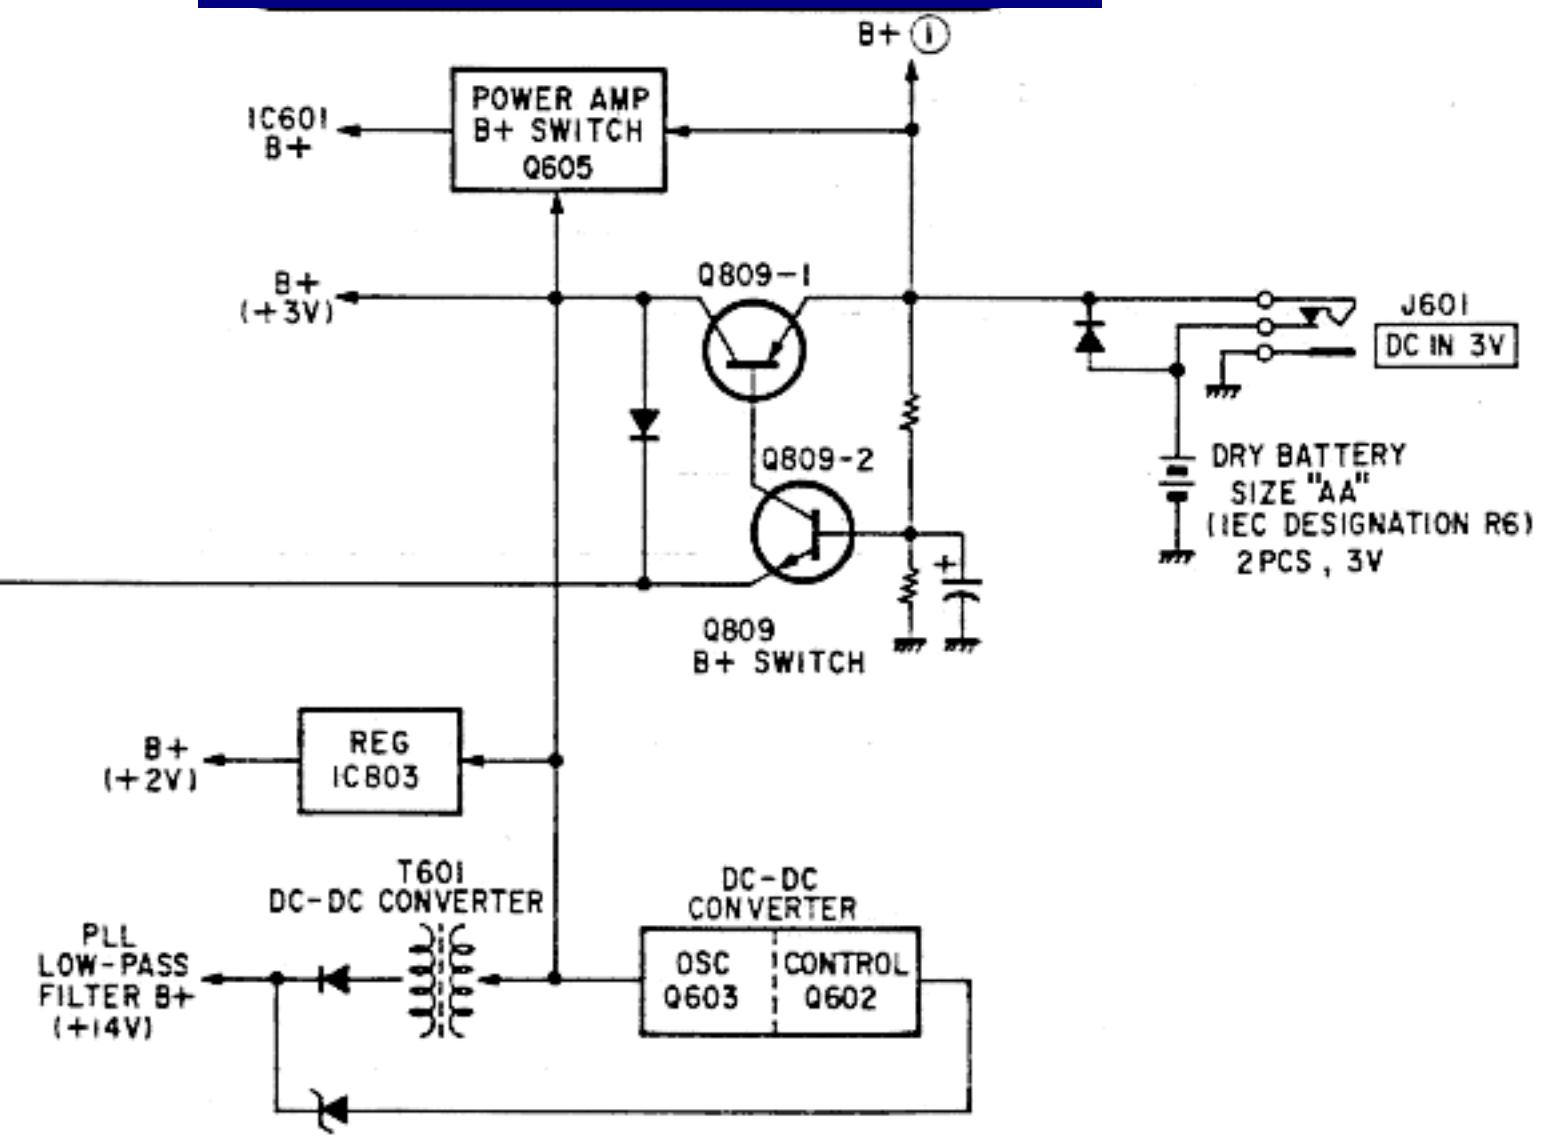 B+ ①
POWER AMP
B+ SWITCH
Q605
IC601
B+
Q809-1
B+
(+3V)
J601
DC IN 3V
Q809-2
DRY BATTERY
SIZE "AA"
(IEC DESIGNATION R6)
2PCS, 3V
+
Q809
B+ SWITCH
REG
IC803
B+
(+2V)
T601
DC-DC CONVERTER
DC-DC
CONVERTER
PLL
LOW-PASS
FILTER B+
(+14V)
OSC
Q603
CONTROL
Q602